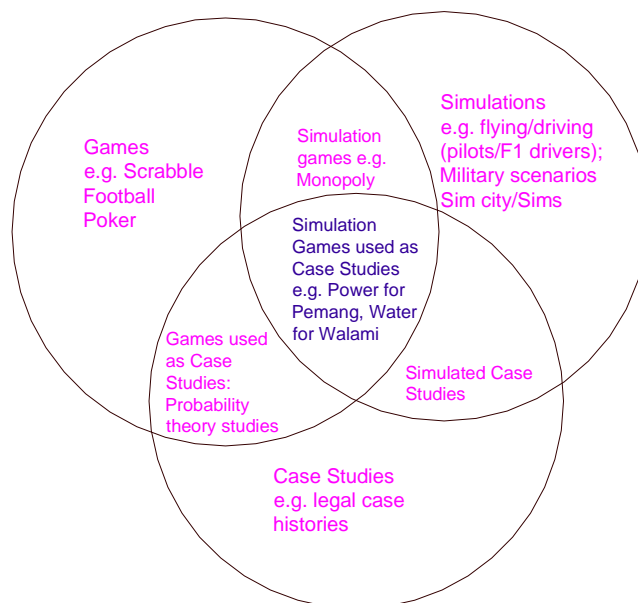 Games
e.g. Scrabble
Football
Poker
Simulation
games e.g.
Monopoly
Simulations
e.g. flying/driving
(pilots/F1 drivers);
Military scenarios
Sim city/Sims
Simulation
Games used as
Case Studies
e.g. Power for
Pemang, Water
for Walami
Games used
as Case
Studies:
Probability
theory studies
Simulated Case
Studies
Case Studies
e.g. legal case
histories